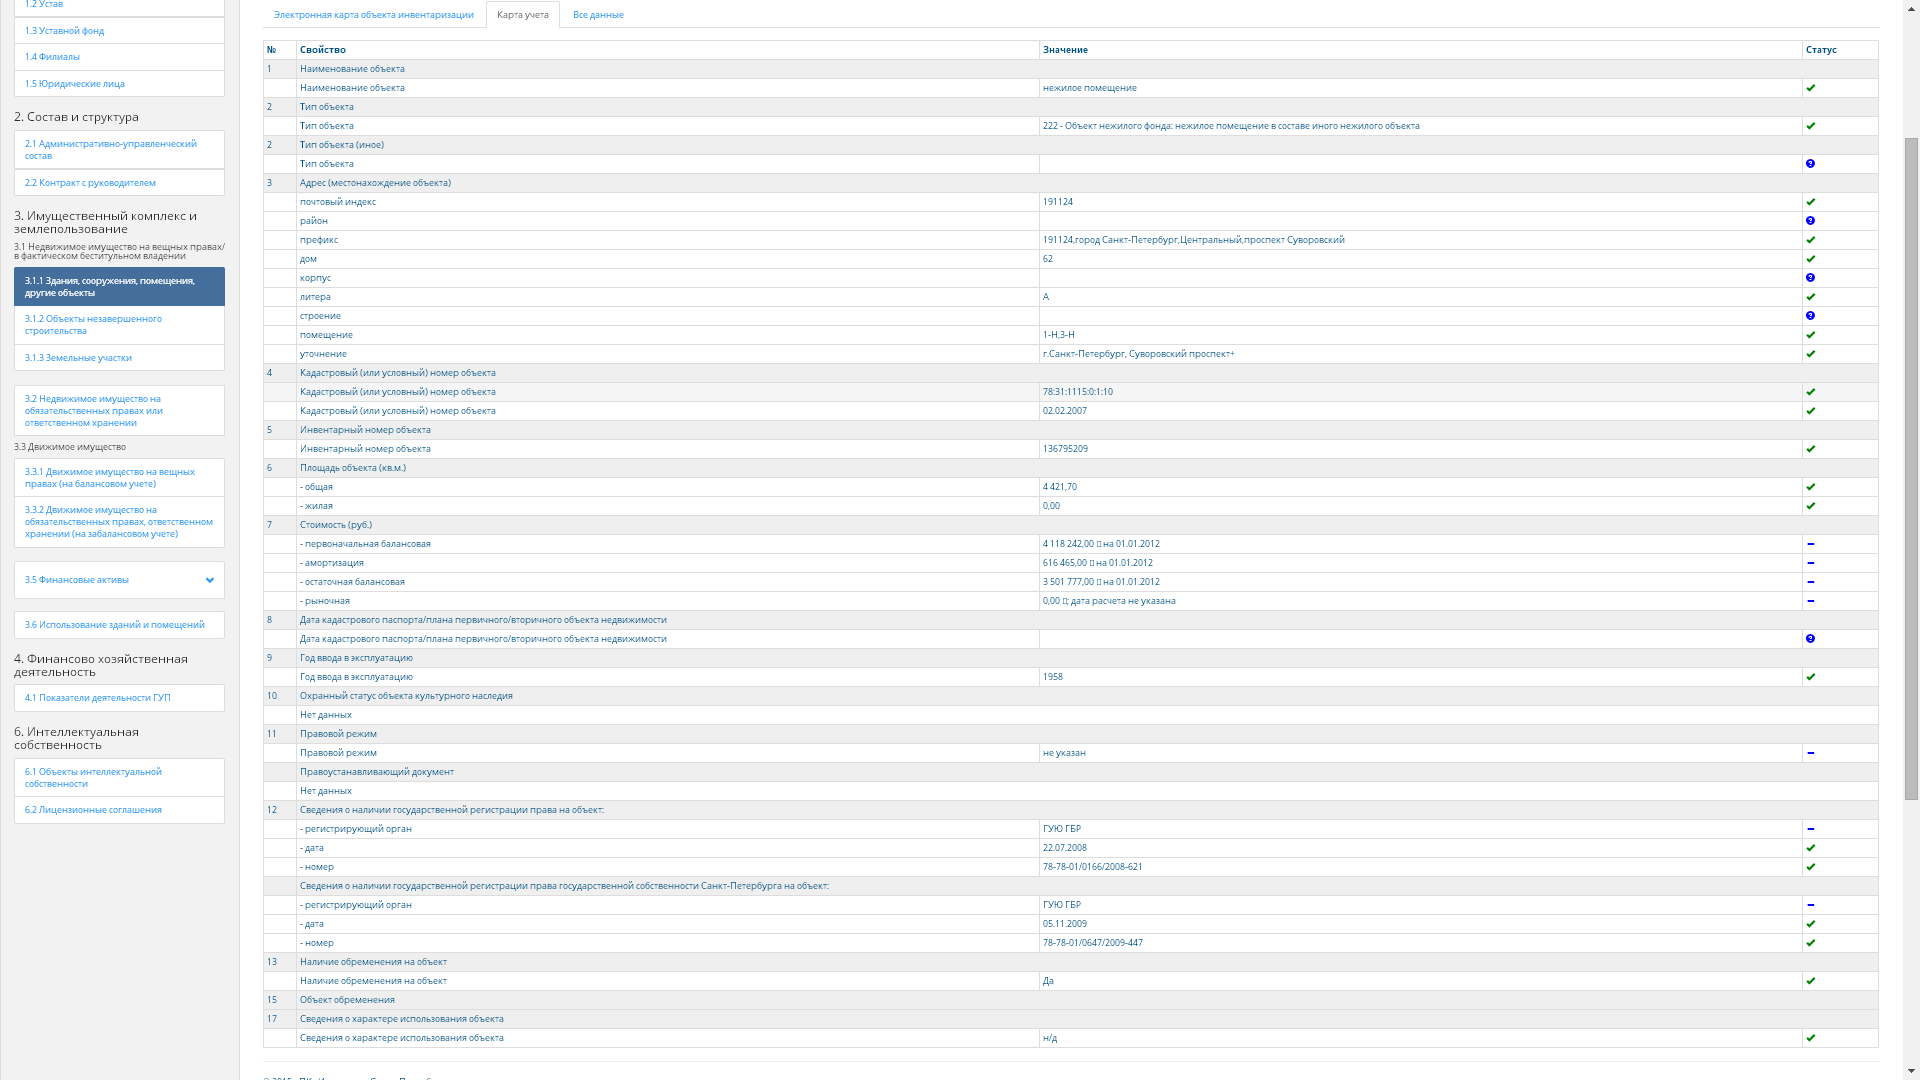 1.2 Устав
1.3 Уставной фонд
1.4 Филиалы
1.5 Юридические лица
2. Состав и структура
2.1 Административно-управленческий
состав
2.2 Контракт с руководителем
3. Имущественный комплекс и
землепользование
3.1 Недвижимое имущество на вещных правах/
в фактическом беститульном владении
3.1.1 Здания, сооружения, помещения,
другие объекты
3.1.2 Объекты незавершенного
строительства
3.1.3 Земельные участки
3.2 Недвижимое имущество на
обязательственных правах или
ответственном хранении
3.3 Движимое имущество
3.3.1 Движимое имущество на вещных
правах (на балансовом учете)
3.3.2 Движимое имущество на
обязательственных правах, ответственном
хранении (на забалансовом учете)
3.5 Финансовые активы
3.6 Использование зданий и помещений
4. Финансово хозяйственная
деятельность
4.1 Показатели деятельности ГУП
6. Интеллектуальная
собственность
6.1 Объекты интеллектуальной
собственности
6.2 Лицензионные соглашения
Электронная карта объекта инвентаризации Карта учета Все данные
№ Свойство Значение Статус
1 Наименование объекта
Наименование объекта нежилое помещение
2 Тип объекта
Тип объекта 222 - Объект нежилого фонда: нежилое помещение в составе иного нежилого объекта
2 Тип объекта (иное)
Тип объекта
3 Адрес (местонахождение объекта)
почтовый индекс 191124
район
префикс 191124,город Санкт-Петербург,Центральный,проспект Суворовский
дом 62
корпус
литера А
строение
помещение 1-Н,3-Н
уточнение г.Санкт-Петербург, Суворовский проспект+
4 Кадастровый (или условный) номер объекта
Кадастровый (или условный) номер объекта 78:31:1115:0:1:10
Кадастровый (или условный) номер объекта 02.02.2007
5 Инвентарный номер объекта
Инвентарный номер объекта 136795209
6 Площадь объекта (кв.м.)
- общая 4 421,70
- жилая 0,00
7 Стоимость (руб.)
- первоначальная балансовая 4 118 242,00 на 01.01.2012
- амортизация 616 465,00 на 01.01.2012
- остаточная балансовая 3 501 777,00 на 01.01.2012
- рыночная 0,00 ; дата расчета не указана
8 Дата кадастрового паспорта/плана первичного/вторичного объекта недвижимости
Дата кадастрового паспорта/плана первичного/вторичного объекта недвижимости
9 Год ввода в эксплуатацию
Год ввода в эксплуатацию 1958
10 Охранный статус объекта культурного наследия
Нет данных
11 Правовой режим
Правовой режим не указан
Правоустанавливающий документ
Нет данных
12 Сведения о наличии государственной регистрации права на объект:
- регистрирующий орган ГУЮ ГБР
- дата 22.07.2008
- номер 78-78-01/0166/2008-621
Сведения о наличии государственной регистрации права государственной собственности Санкт-Петербурга на объект:
- регистрирующий орган ГУЮ ГБР
- дата 05.11.2009
- номер 78-78-01/0647/2009-447
13 Наличие обременения на объект
Наличие обременения на объект Да
15 Объект обременения
17 Сведения о характере использования объекта
Сведения о характере использования объекта н/д